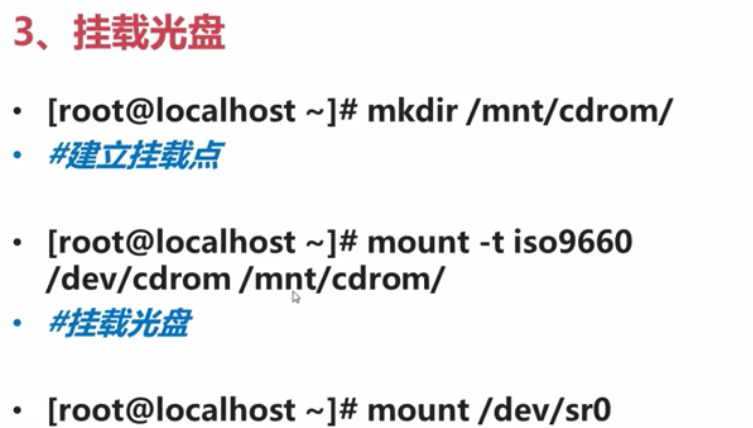 3、挂载光盘
• [root@localhost ~]# mkdir /mnt/cdrom/
• #建立挂载点
• [root@localhost ~]# mount -t iso9660
/dev/cdrom /mnt/cdrom/
• #挂载光盘
• [root@localhost ~]# mount /dev/sr0